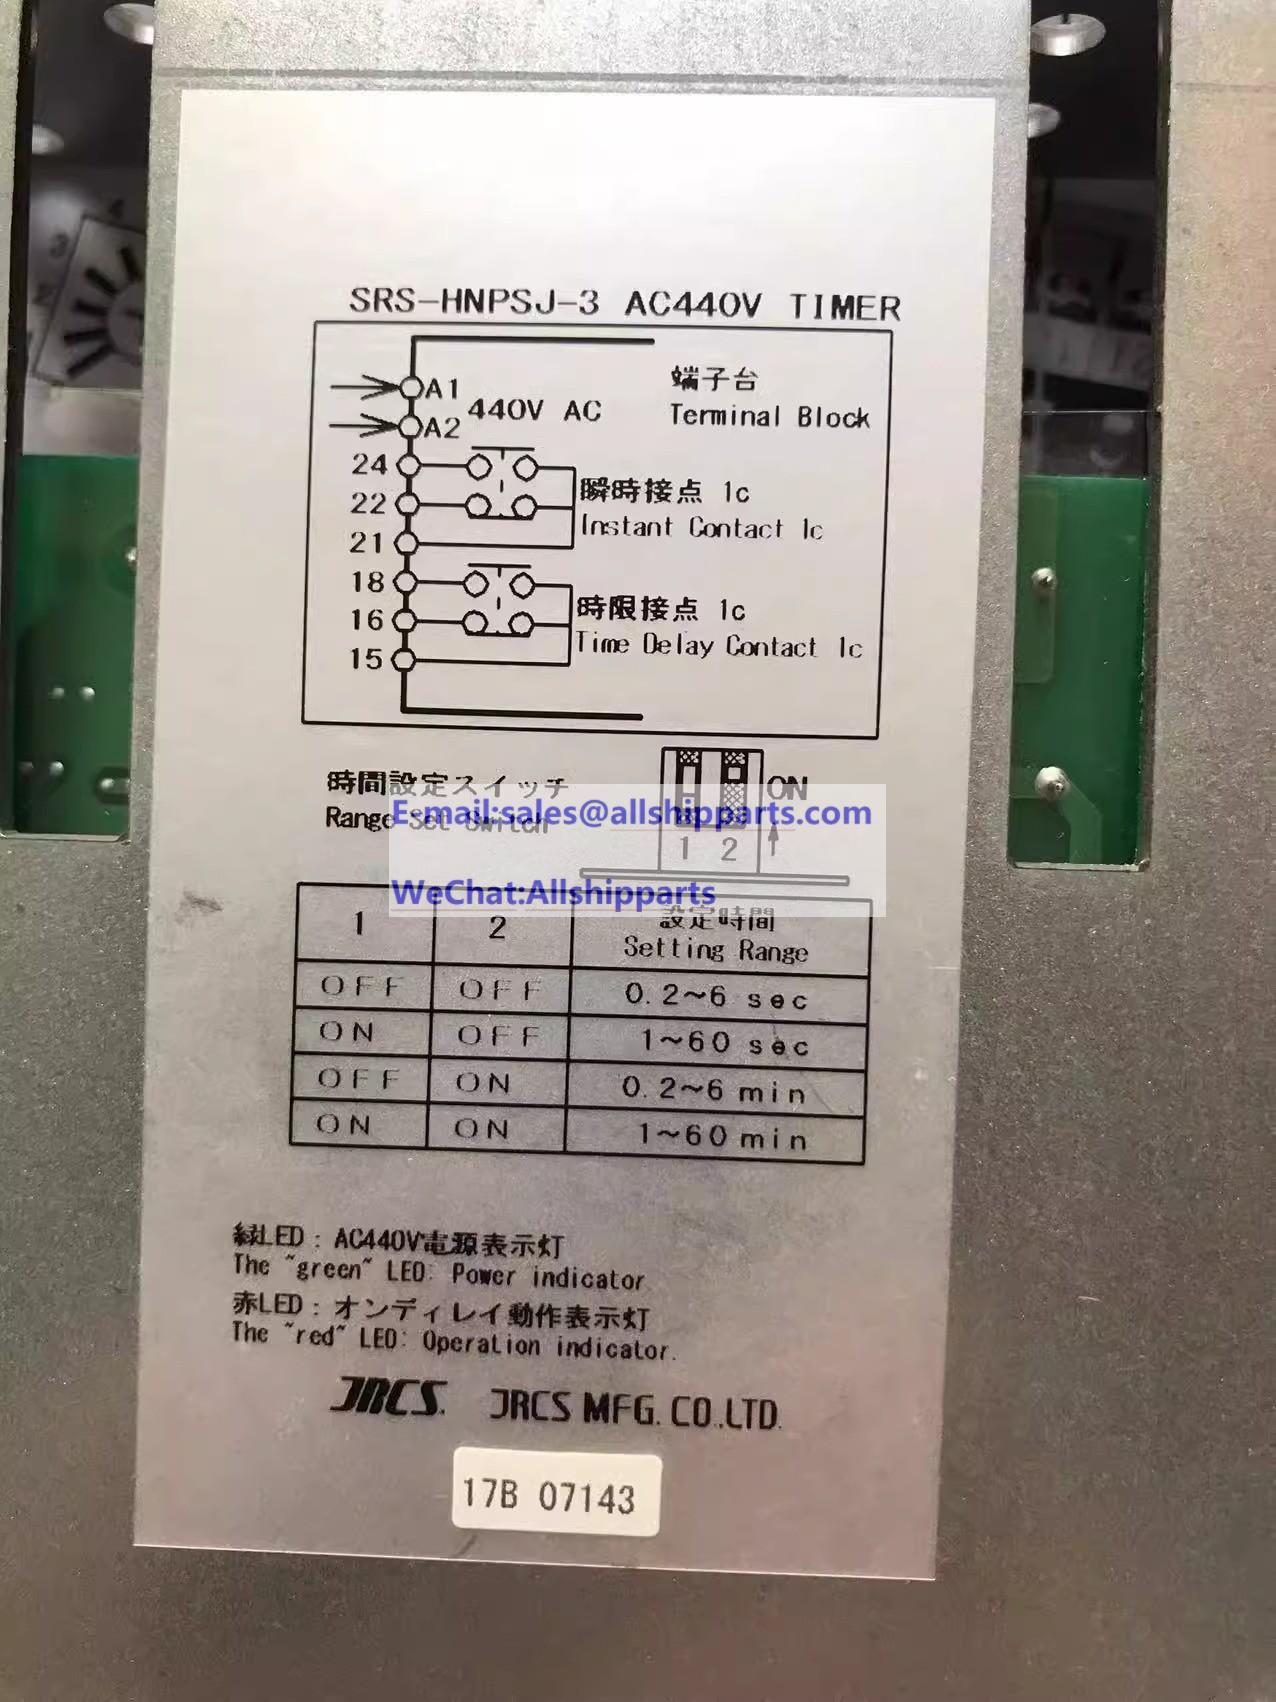 SRS-HNPSJ-3 AC440V TIMER
A1
440V AC
A2
端子台
Terminal Block
24
22
21
瞬時接点 1c
Instant Contact 1c
18
16
15
時限接点 1c
Time Delay Contact 1c
時間設定スイッチ
Range Set Switch
ON
1 2
E-mail:sales@allshipparts.com
WeChat:Allshipparts
1 2 設定時間
Setting Range
OFF OFF 0.2~6 sec
ON OFF 1~60 sec
OFF ON 0.2~6 min
ON ON 1~60 min
緑LED：AC440V電源表示灯
The "green" LED: Power indicator.
赤LED：オンディレイ動作表示灯
The "red" LED: Operation indicator.
JRCS. JRCS MFG. CO.,LTD.
17B 07143